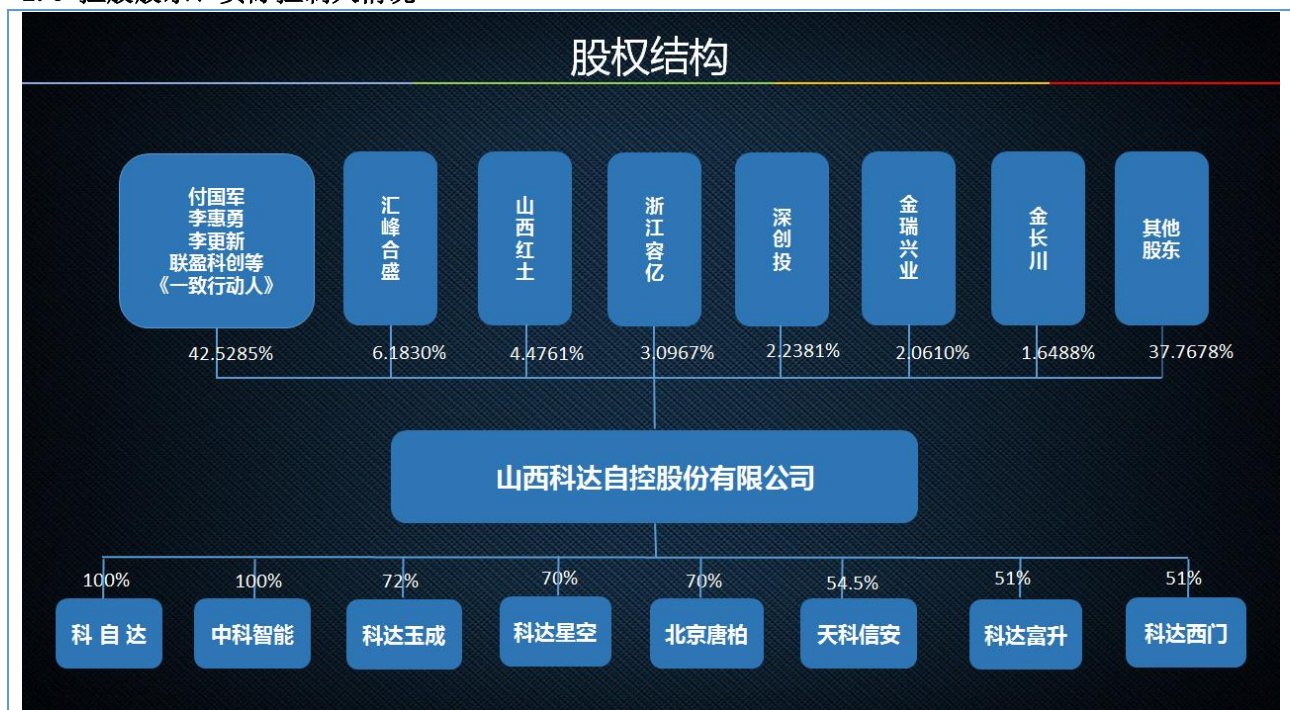 股权结构
付国军
李惠勇
李更新
联盈科创等
《一致行动人》
汇峰合盛
山西红土
浙江容亿
深创投
金瑞兴业
金长川
其他
股东
42.5285%
6.1830%
4.4761%
3.0967%
2.2381%
2.0610%
1.6488%
37.7678%
山西科达自控股份有限公司
100%
100%
72%
70%
70%
54.5%
51%
51%
科自达
中科智能
科达玉成
科达星空
北京唐柏
天科信安
科达富升
科达西门